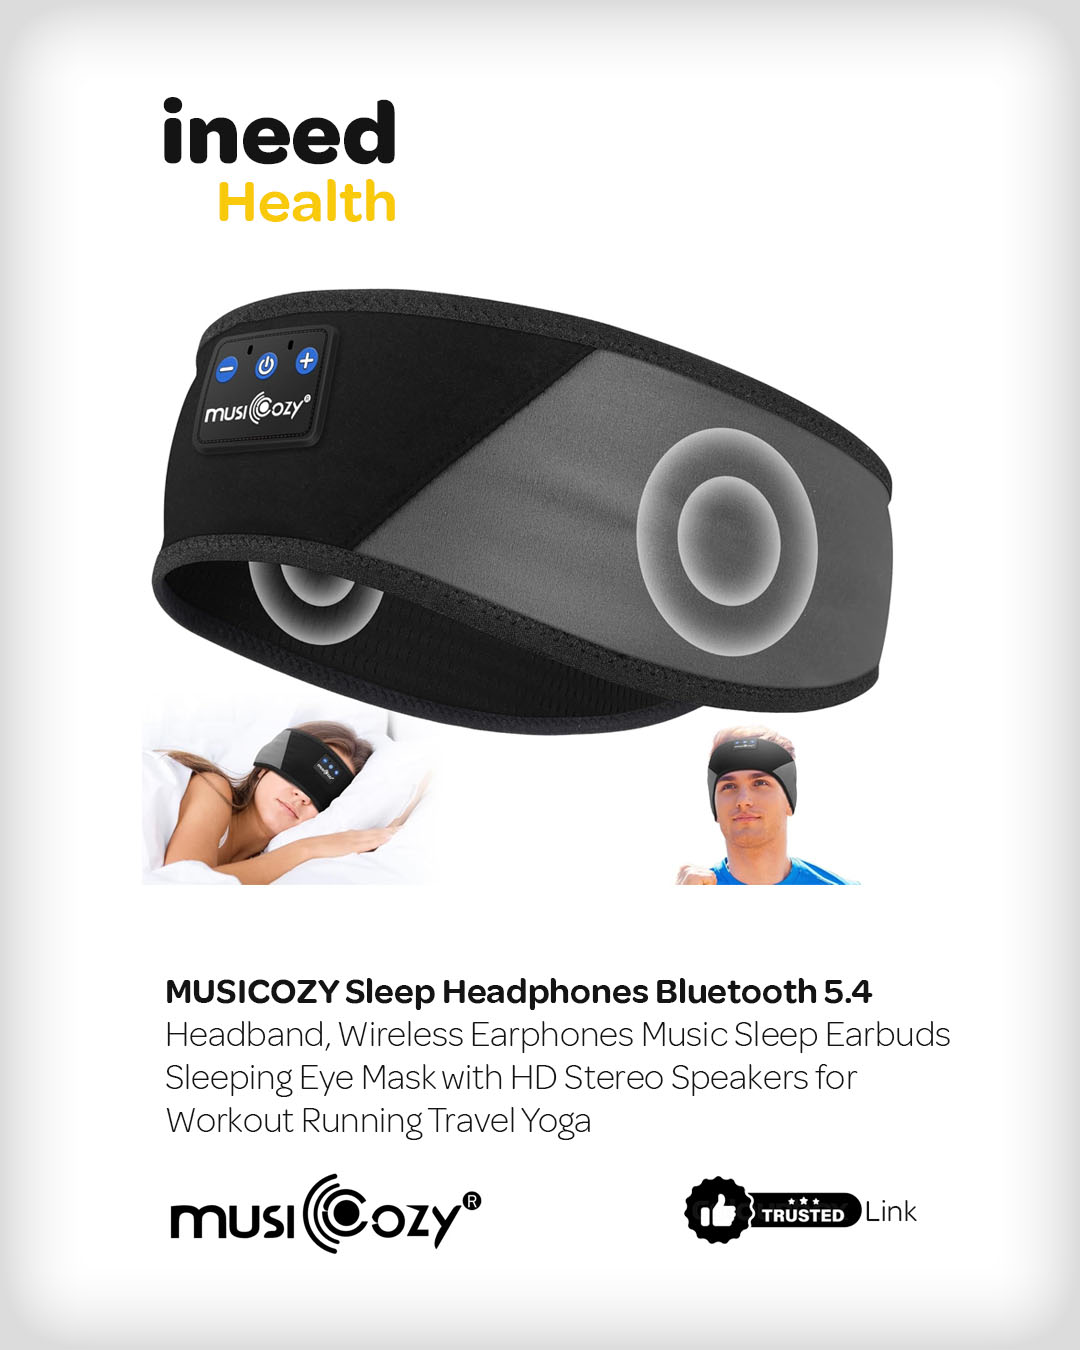 ineed
Health
musiCozy®
MUSICOZY Sleep Headphones Bluetooth 5.4
Headband, Wireless Earphones Music Sleep Earbuds
Sleeping Eye Mask with HD Stereo Speakers for
Workout Running Travel Yoga
musiCozy®
TRUSTED Link